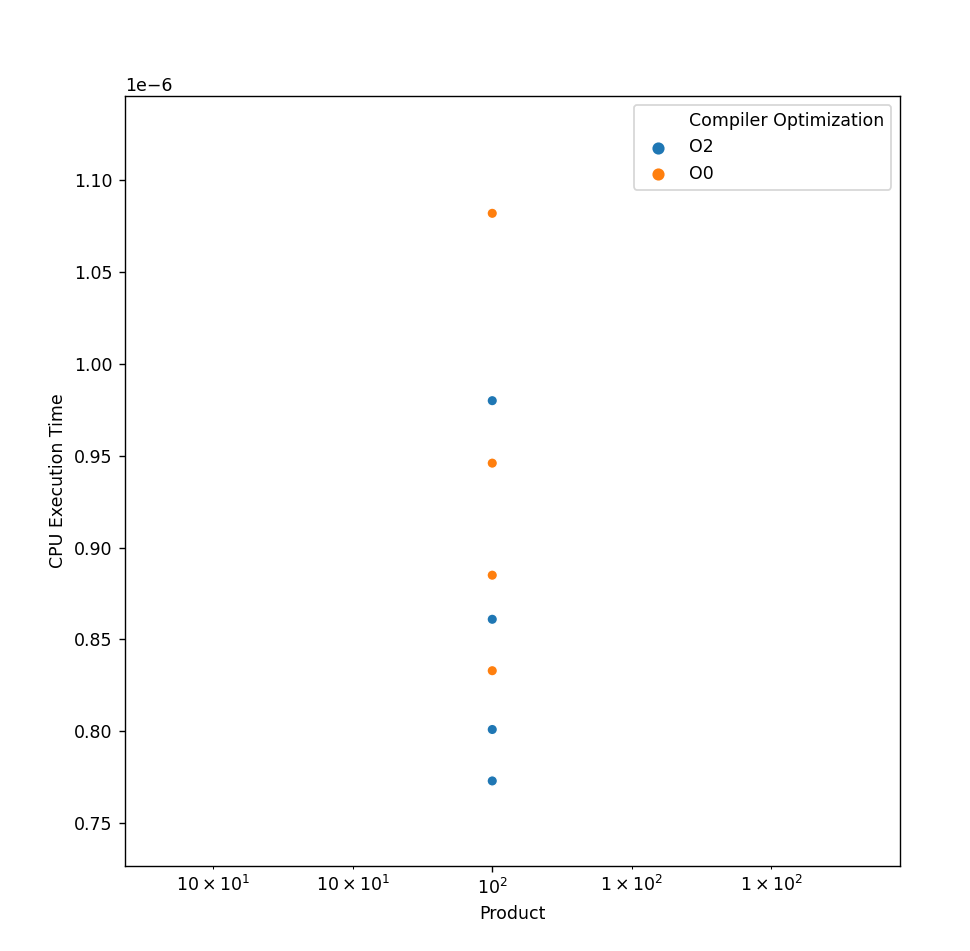 1e−6
Compiler Optimization
O2
O0
1.10
1.05
1.00
0.95
0.90
0.85
0.80
0.75
CPU Execution Time
10 × 10¹ 10 × 10¹ 10² 1 × 10² 1 × 10²
Product